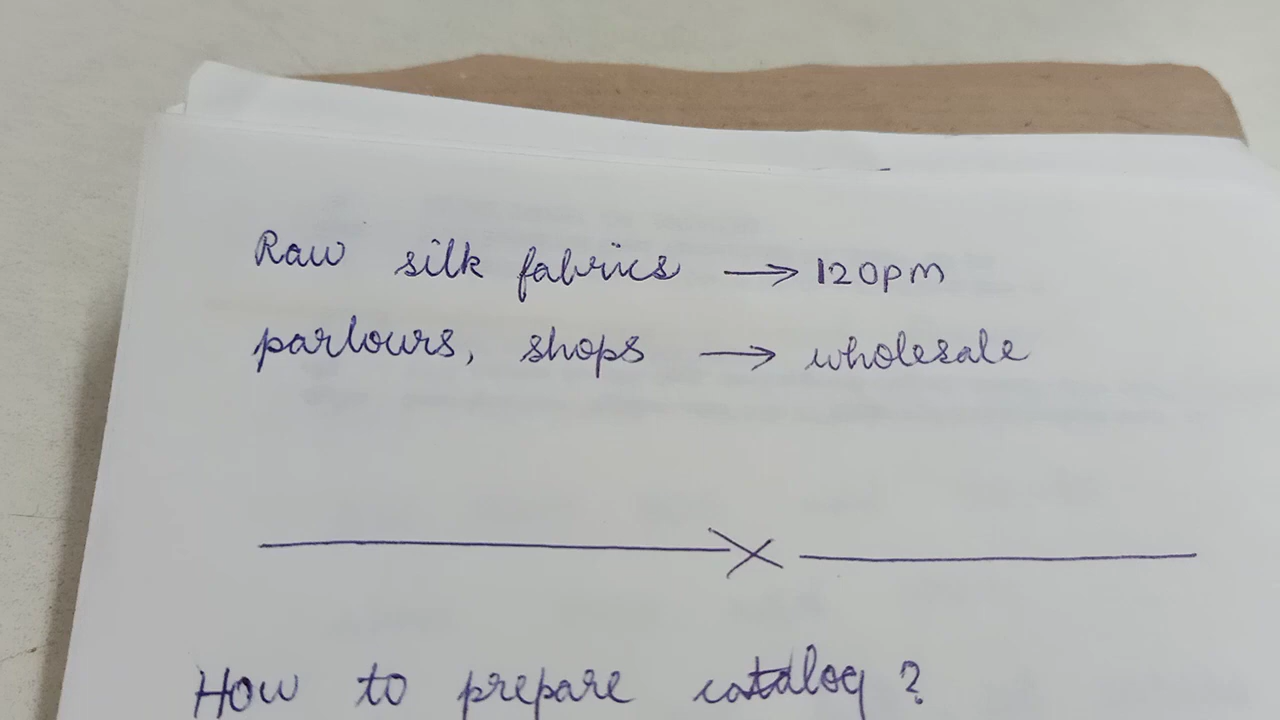 Raw silk fabrics → 120pm
parlours, shops → wholesale
How to prepare catalog?